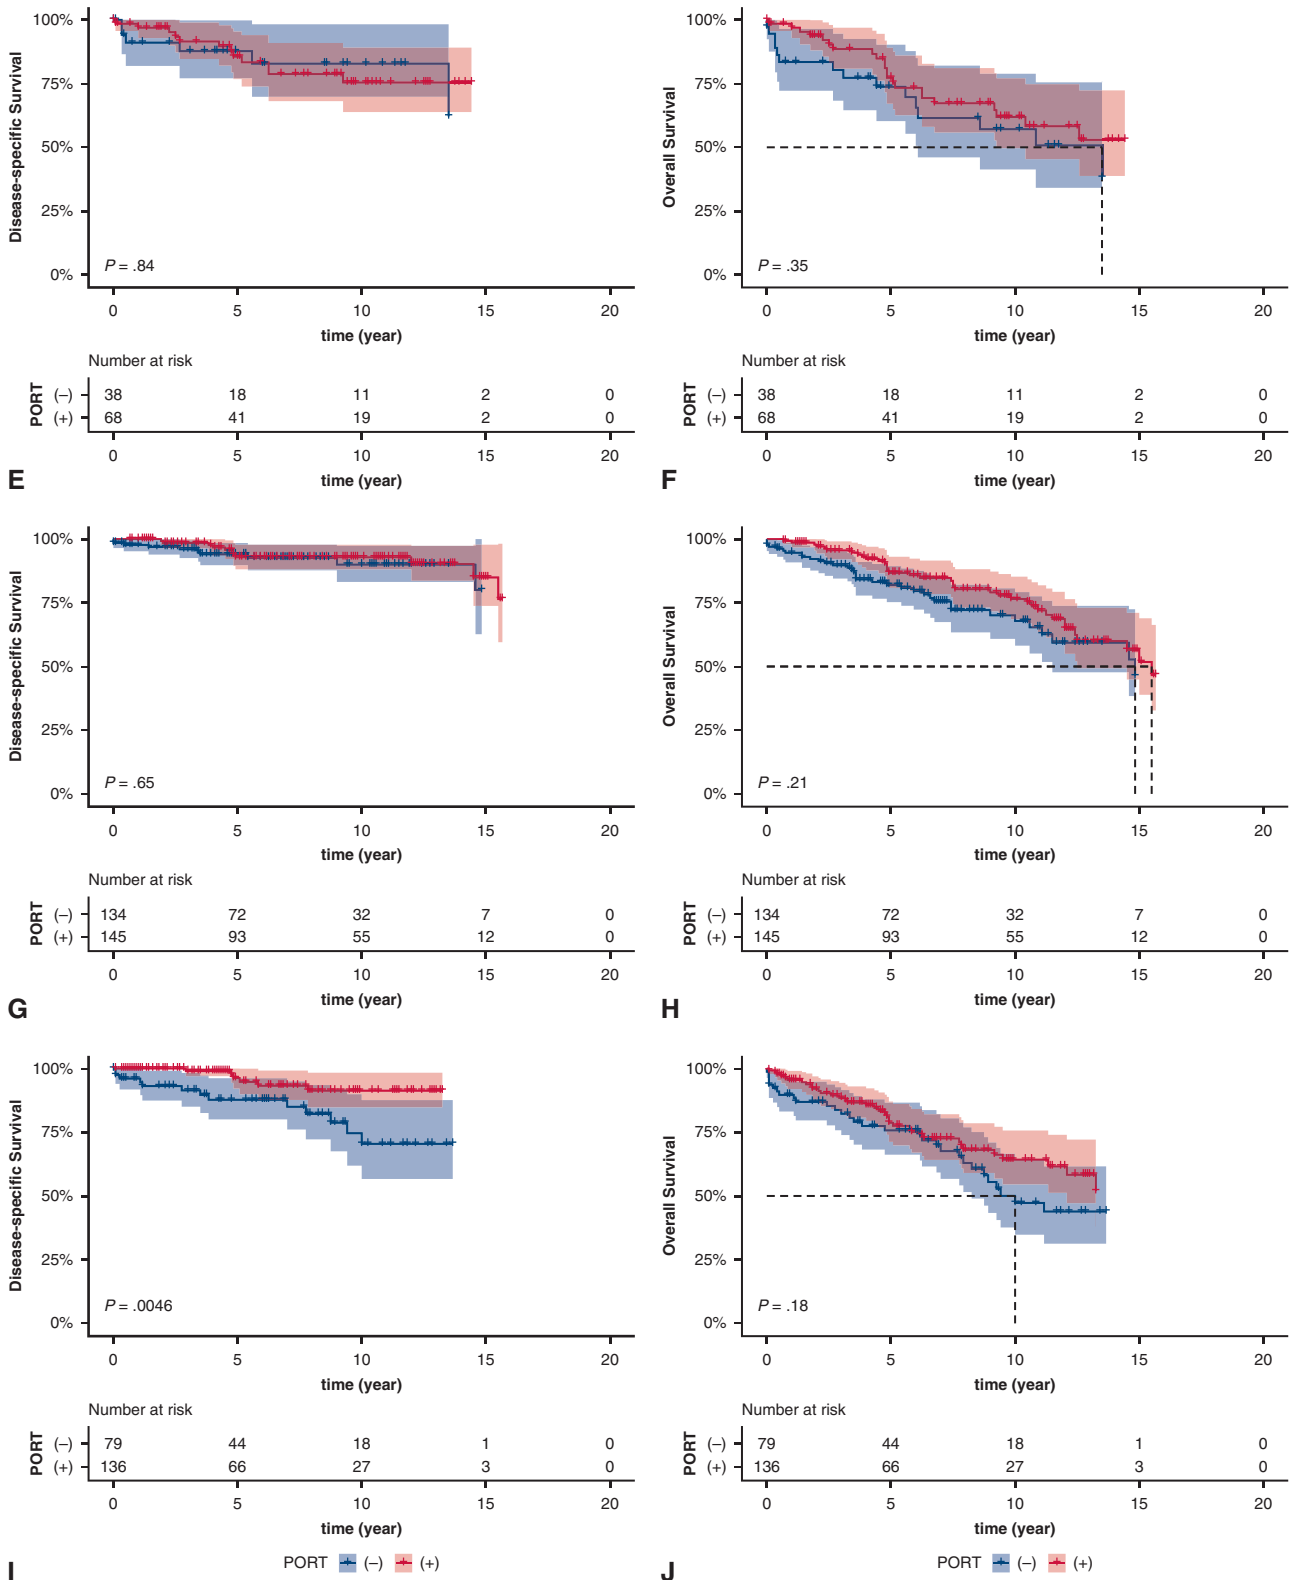 100%
75%
50%
25%
0%
Disease-specific Survival
P = .84
0 5 10 15 20
time (year)
Number at risk
PORT
(–) 38 18 11 2 0
(+) 68 41 19 2 0
0 5 10 15 20
time (year)
E
100%
75%
50%
25%
0%
Overall Survival
P = .35
0 5 10 15 20
time (year)
Number at risk
PORT
(–) 38 18 11 2 0
(+) 68 41 19 2 0
0 5 10 15 20
time (year)
F
100%
75%
50%
25%
0%
Disease-specific Survival
P = .65
0 5 10 15 20
time (year)
Number at risk
PORT
(–) 134 72 32 7 0
(+) 145 93 55 12 0
0 5 10 15 20
time (year)
G
100%
75%
50%
25%
0%
Overall Survival
P = .21
0 5 10 15 20
time (year)
Number at risk
PORT
(–) 134 72 32 7 0
(+) 145 93 55 12 0
0 5 10 15 20
time (year)
H
100%
75%
50%
25%
0%
Disease-specific Survival
P = .0046
0 5 10 15 20
time (year)
Number at risk
PORT
(–) 79 44 18 1 0
(+) 136 66 27 3 0
0 5 10 15 20
time (year)
I
PORT (–) (+)
100%
75%
50%
25%
0%
Overall Survival
P = .18
0 5 10 15 20
time (year)
Number at risk
PORT
(–) 79 44 18 1 0
(+) 136 66 27 3 0
0 5 10 15 20
time (year)
J
PORT (–) (+)